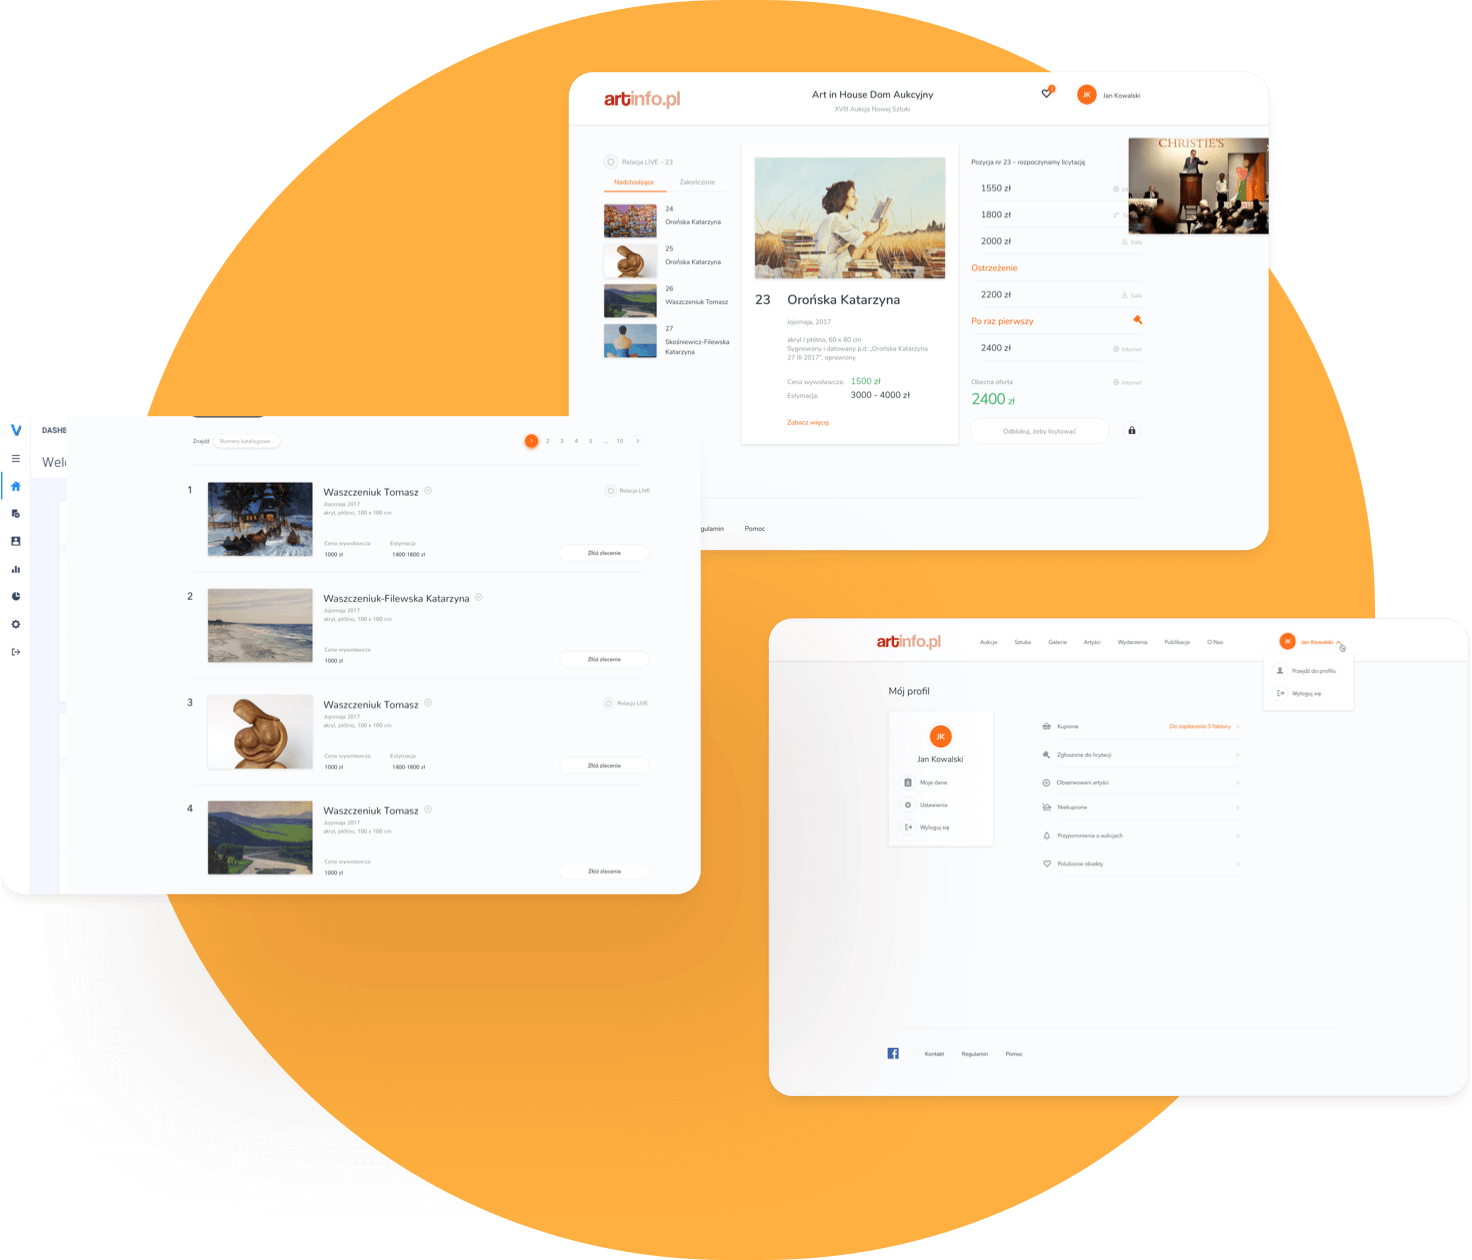 artinfo.pl
Art in House Dom Aukcyjny
XVIII Aukcja Nowej Sztuki
2
JK
Jan Kowalski
Relacja LIVE – 23
Nadchodzące
Zakończone
24
Orońska Katarzyna
25
Orońska Katarzyna
26
Waszczeniuk Tomasz
27
Skośniewicz-Filewska
Katarzyna
23 Orońska Katarzyna
Jojomaja, 2017
akryl / płótno, 60 x 80 cm
Sygnowany i datowany p.d: „Orońska Katarzyna
27 III 2017”, oprawiony
Cena wywoławcza: 1500 zł
Estymacja: 3000 - 4000 zł
Zobacz więcej
Pozycja nr 23 – rozpoczynamy licytację
CHRISTIE'S
1550 zł
1800 zł
2000 zł Sala
Ostrzeżenie
2200 zł Sala
Po raz pierwszy
2400 zł Internet
Obecna oferta Internet
2400 zł
Odblokuj, żeby licytować
gulamin
Pomoc
DASHE
Welc
Znajdź
Numery katalogowe
1 2 3 4 5 ... 10
1
Waszczeniuk Tomasz
Relacja LIVE
Jojomaja 2017
akryl, płótno, 100 x 100 cm
Cena wywoławcza Estymacja
1000 zł 1400-1800 zł
Złóż zlecenie
2
Waszczeniuk-Filewska Katarzyna
Jojomaja 2017
akryl, płótno, 100 x 100 cm
Cena wywoławcza
1000 zł
Złóż zlecenie
3
Waszczeniuk Tomasz
Relacja LIVE
Jojomaja 2017
akryl, płótno, 100 x 100 cm
Cena wywoławcza Estymacja
1000 zł 1400-1800 zł
Złóż zlecenie
4
Waszczeniuk Tomasz
Jojomaja 2017
akryl, płótno, 100 x 100 cm
Cena wywoławcza
1000 zł
Złóż zlecenie
artinfo.pl
Aukcje Sztuka Galerie Artyści Wydarzenia Publikacje O Nas
JK
Jan Kowalski
Przejdź do profilu
Wyloguj się
Mój profil
JK
Jan Kowalski
Moje dane
Ustawienia
Wyloguj się
Kupione Do zapłacenia 3 faktury
Zgłoszone do licytacji
Obserwowani artyści
Niekupione
Przypomnienia o aukcjach
Polubione obiekty
Kontakt Regulamin Pomoc